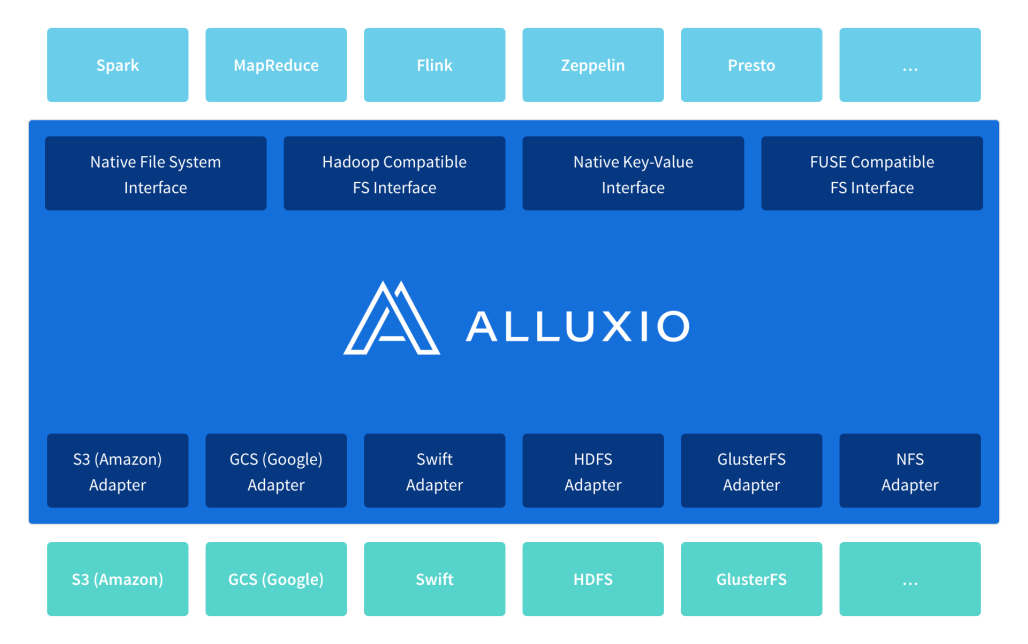 Spark
MapReduce
Flink
Zeppelin
Presto
...
Native File System
Interface
Hadoop Compatible
FS Interface
Native Key-Value
Interface
FUSE Compatible
FS Interface
ALLUXIO
S3 (Amazon)
Adapter
GCS (Google)
Adapter
Swift
Adapter
HDFS
Adapter
GlusterFS
Adapter
NFS
Adapter
S3 (Amazon)
GCS (Google)
Swift
HDFS
GlusterFS
...